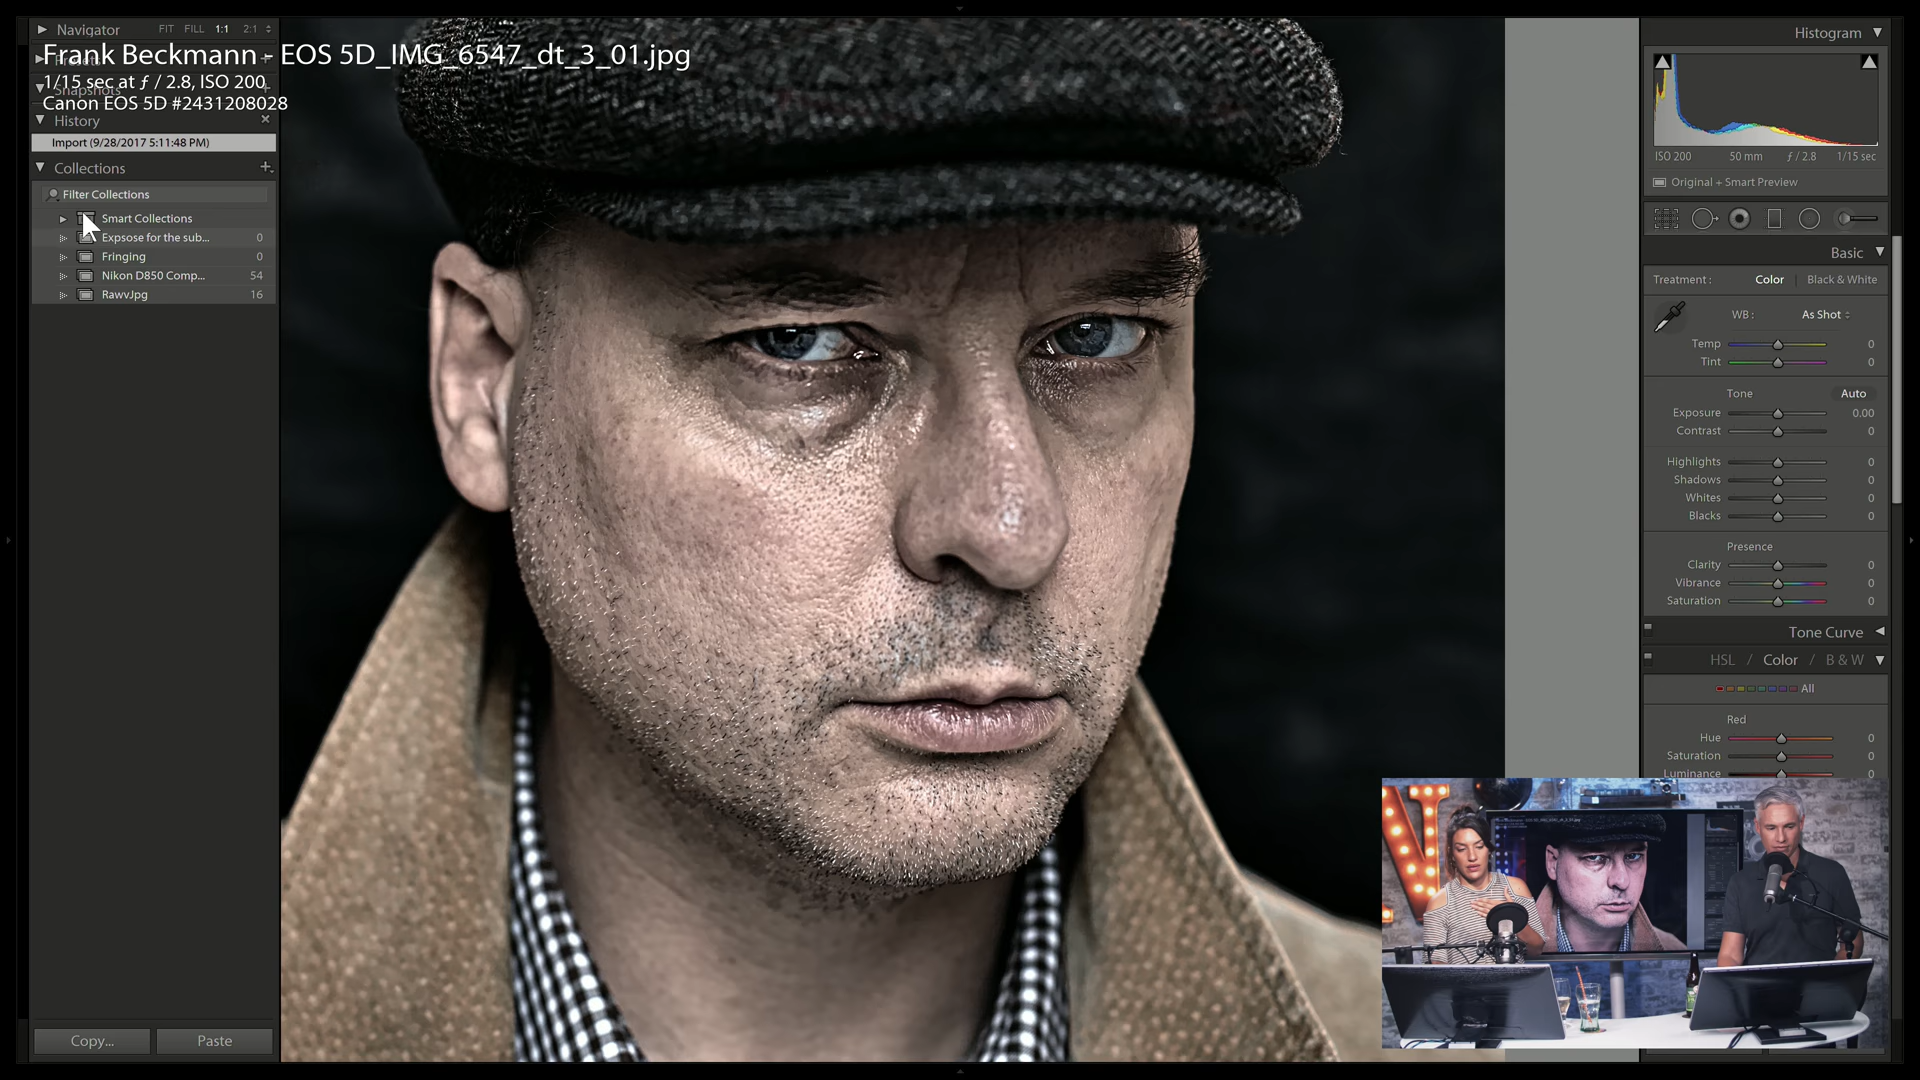 Navigator FIT FILL 1:1 2:1
Frank Beckmann - EOS 5D_IMG_6547_dt_3_01.jpg
1/15 sec at ƒ / 2.8, ISO 200
Snapshots
Canon EOS 5D #2431208028
History
Import (9/28/2017 5:11:48 PM)
Collections
Filter Collections
Smart Collections
Expsose for the sub... 0
Fringing 0
Nikon D850 Comp... 54
RawvJpg 16
Copy... Paste
Histogram
ISO 200 50 mm ƒ / 2.8 1/15 sec
Original + Smart Preview
Basic
Treatment : Color Black & White
WB : As Shot
Temp 0
Tint 0
Tone Auto
Exposure 0.00
Contrast 0
Highlights 0
Shadows 0
Whites 0
Blacks 0
Presence
Clarity 0
Vibrance 0
Saturation 0
Tone Curve
HSL / Color / B & W
All
Red
Hue 0
Saturation 0
Luminance 0